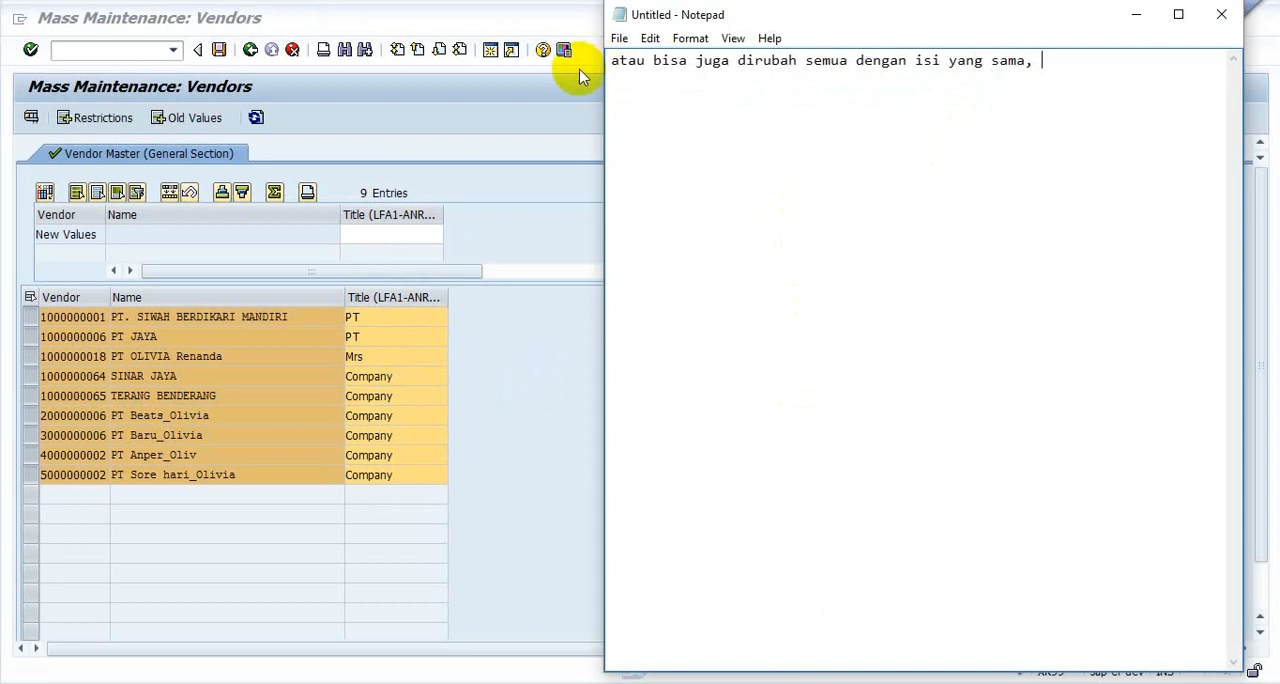 Mass Maintenance: Vendors
Untitled - Notepad
File Edit Format View Help
atau bisa juga dirubah semua dengan isi yang sama,
Mass Maintenance: Vendors
Restrictions Old Values
Vendor Master (General Section)
9 Entries
Vendor Name Title (LFA1-ANR...
New Values
Vendor Name Title (LFA1-ANR...
1000000001 PT. SIWAH BERDIKARI MANDIRI PT
1000000006 PT JAYA PT
1000000018 PT OLIVIA Renanda Mrs
1000000064 SINAR JAYA Company
1000000065 TERANG BENDERANG Company
2000000006 PT Beats_Olivia Company
3000000006 PT Baru_Olivia Company
4000000002 PT Anper_Oliv Company
5000000002 PT Sore hari_Olivia Company